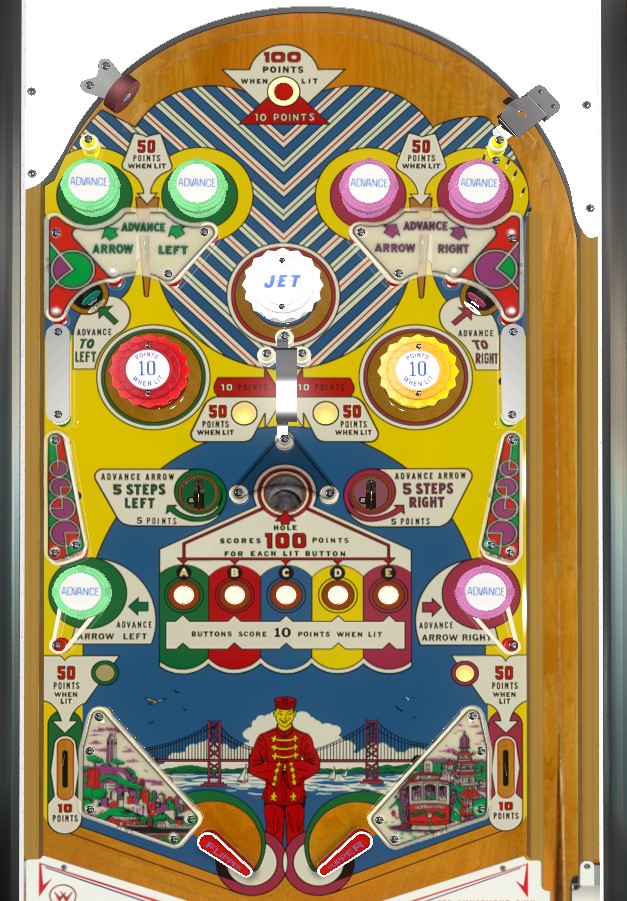 100
POINTS
WHEN LIT
10 POINTS
50
POINTS
WHEN LIT
50
POINTS
WHEN LIT
ADVANCE
ADVANCE
ADVANCE
ADVANCE
ADVANCE
ARROW LEFT
ADVANCE
ARROW RIGHT
JET
ADVANCE
TO
LEFT
ADVANCE
TO
RIGHT
POINTS
10
WHEN LIT
POINTS
10
WHEN LIT
10 POINTS
10 POINTS
50
POINTS
WHEN LIT
50
POINTS
WHEN LIT
ADVANCE ARROW
5 STEPS
LEFT
5 POINTS
ADVANCE ARROW
5 STEPS
RIGHT
5 POINTS
HOLE
SCORES 100 POINTS
FOR EACH LIT BUTTON
A B C D E
BUTTONS SCORE 10 POINTS WHEN LIT
ADVANCE
ARROW LEFT
ADVANCE
ADVANCE
ARROW RIGHT
50
POINTS
WHEN
LIT
50
POINTS
WHEN
LIT
10
POINTS
10
POINTS
FLIPPER
FLIPPER
W